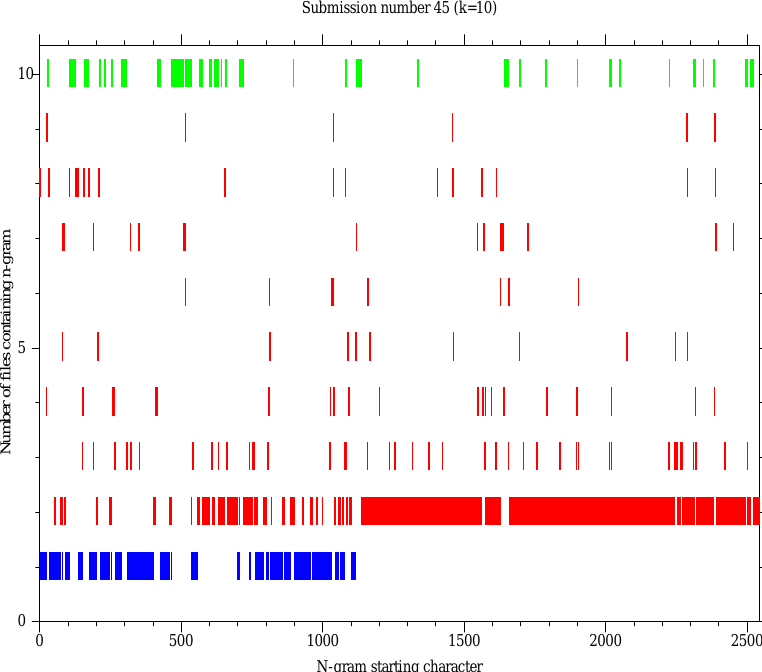 Submission number 45 (k=10)
10
5
0
Number of files containing n-gram
0 500 1000 1500 2000 2500
N-gram starting character